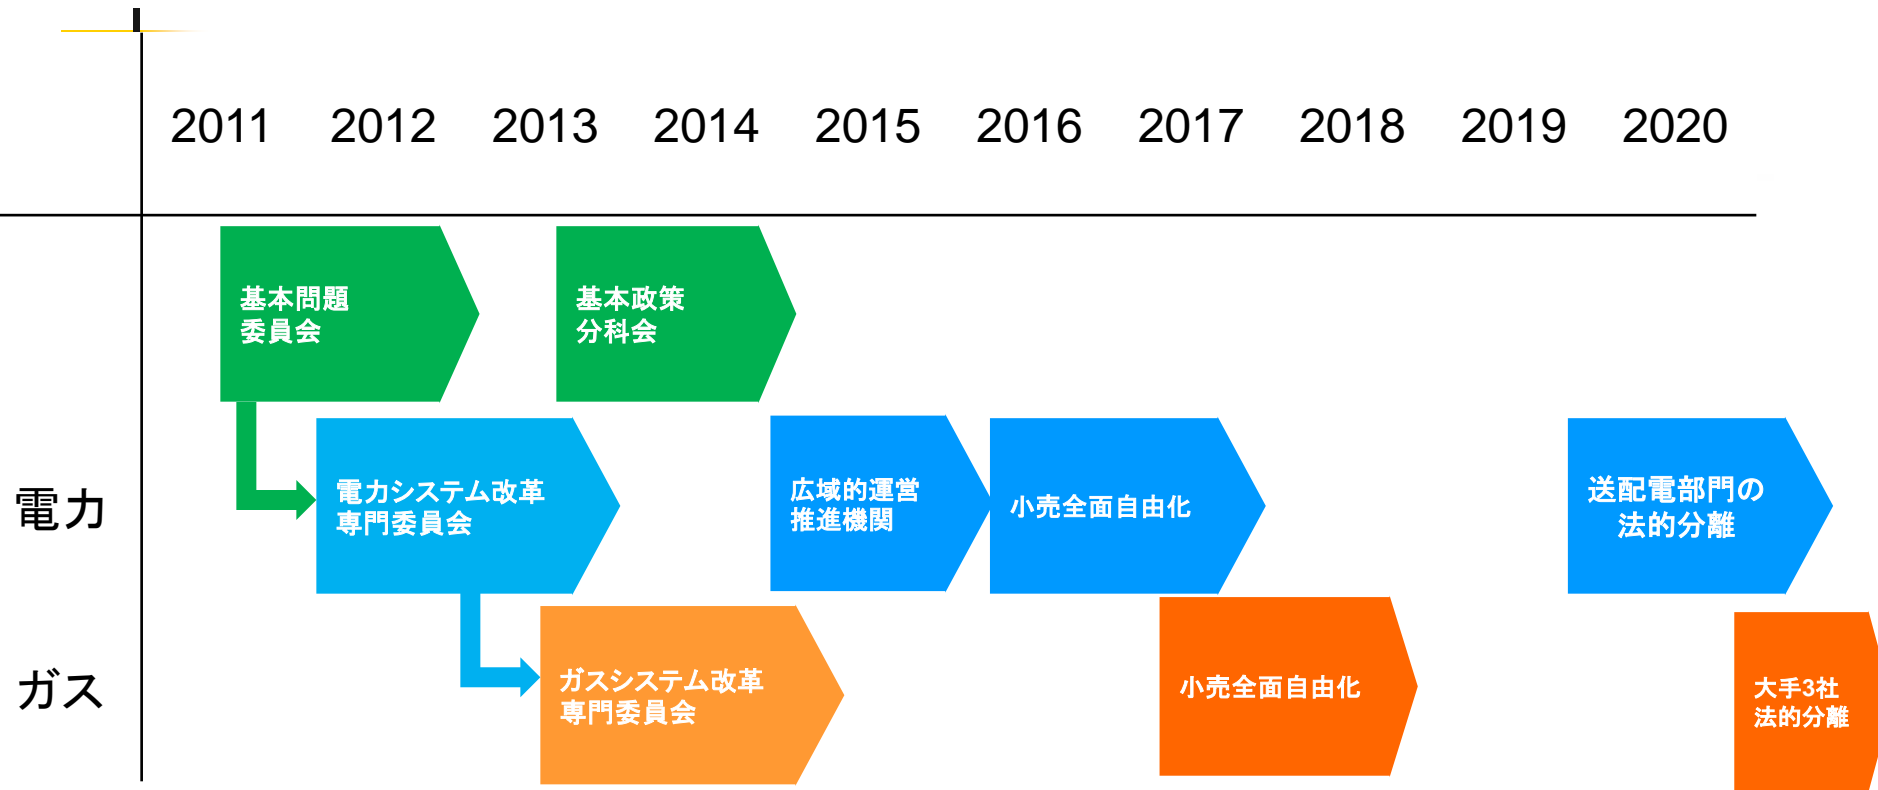 2011 2012 2013 2014 2015 2016 2017 2018 2019 2020
基本問題
委員会
基本政策
分科会
電力
電力システム改革
専門委員会
広域的運営
推進機関
小売全面自由化
送配電部門の
法的分離
ガス
ガスシステム改革
専門委員会
小売全面自由化
大手3社
法的分離